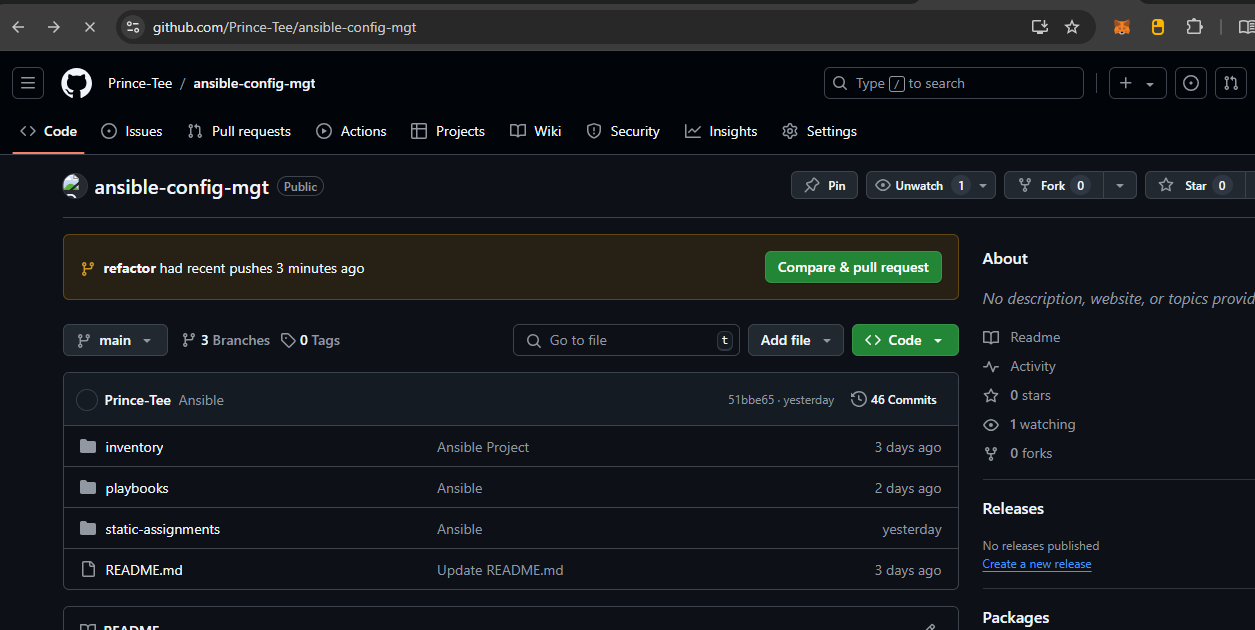 github.com/Prince-Tee/ansible-config-mgt
Prince-Tee / ansible-config-mgt
Type / to search
Code Issues Pull requests Actions Projects Wiki Security Insights Settings
ansible-config-mgt Public
Pin Unwatch 1 Fork 0 Star 0
refactor had recent pushes 3 minutes ago
Compare & pull request
main 3 Branches 0 Tags
Go to file t Add file Code
Prince-Tee Ansible 51bbe65 · yesterday 46 Commits
inventory Ansible Project 3 days ago
playbooks Ansible 2 days ago
static-assignments Ansible yesterday
README.md Update README.md 3 days ago
README
About
No description, website, or topics provid
Readme
Activity
0 stars
1 watching
0 forks
Releases
No releases published
Create a new release
Packages